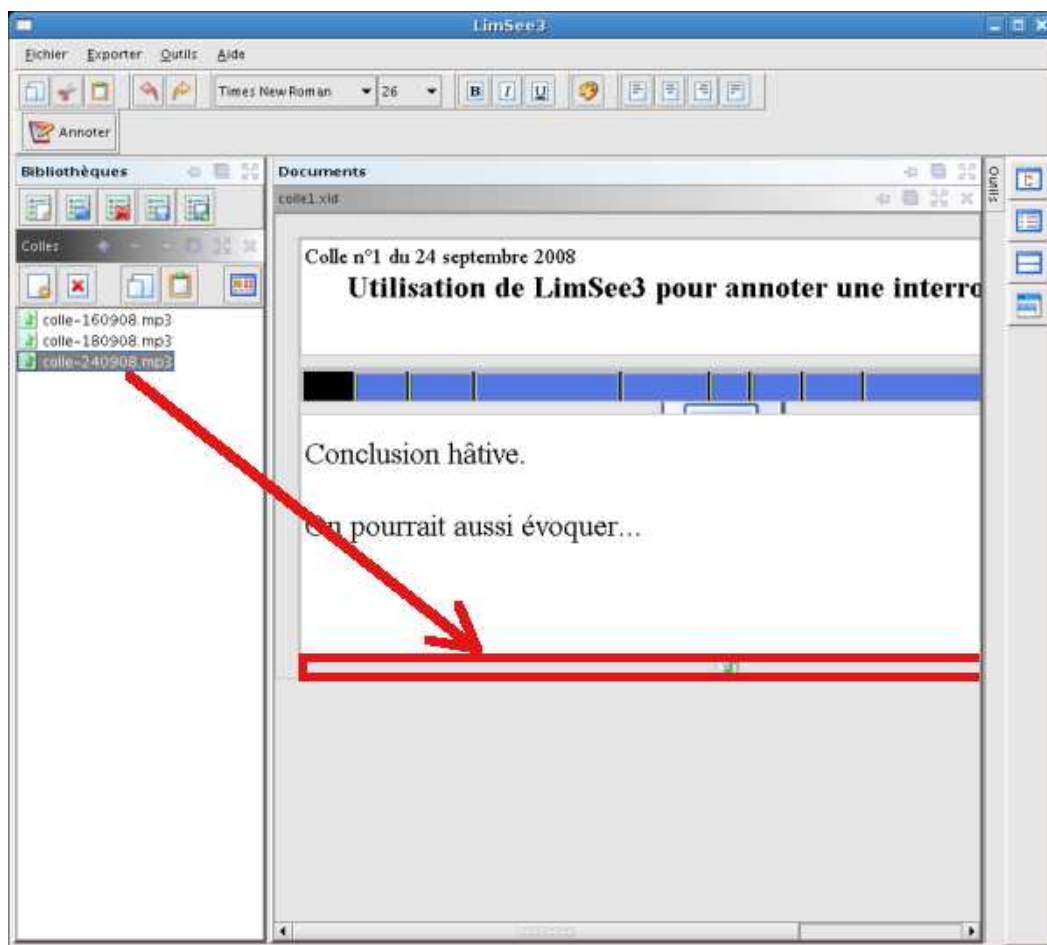 LimSee3
Fichier Exporter Outils Aide
Times New Roman 26 B I U
Annoter
Bibliothèques
Documents
Outils
colle1.xld
Colles
Colle n°1 du 24 septembre 2008
Utilisation de LimSee3 pour annoter une interro
colle-160908.mp3
colle-180908.mp3
colle-240908.mp3
Conclusion hâtive.
On pourrait aussi évoquer...